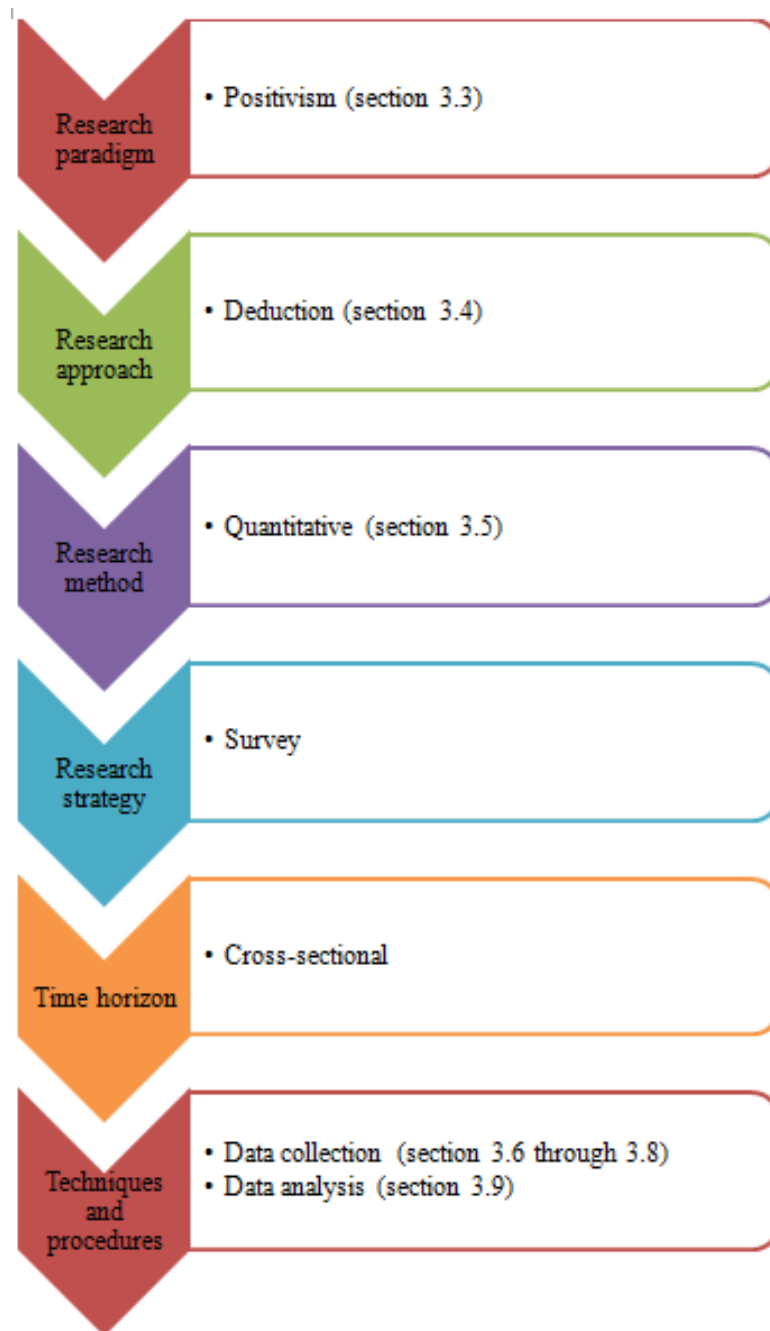 Research
paradigm
• Positivism (section 3.3)
Research
approach
• Deduction (section 3.4)
Research
method
• Quantitative (section 3.5)
Research
strategy
• Survey
Time horizon
• Cross-sectional
Techniques
and
procedures
• Data collection (section 3.6 through 3.8)
• Data analysis (section 3.9)